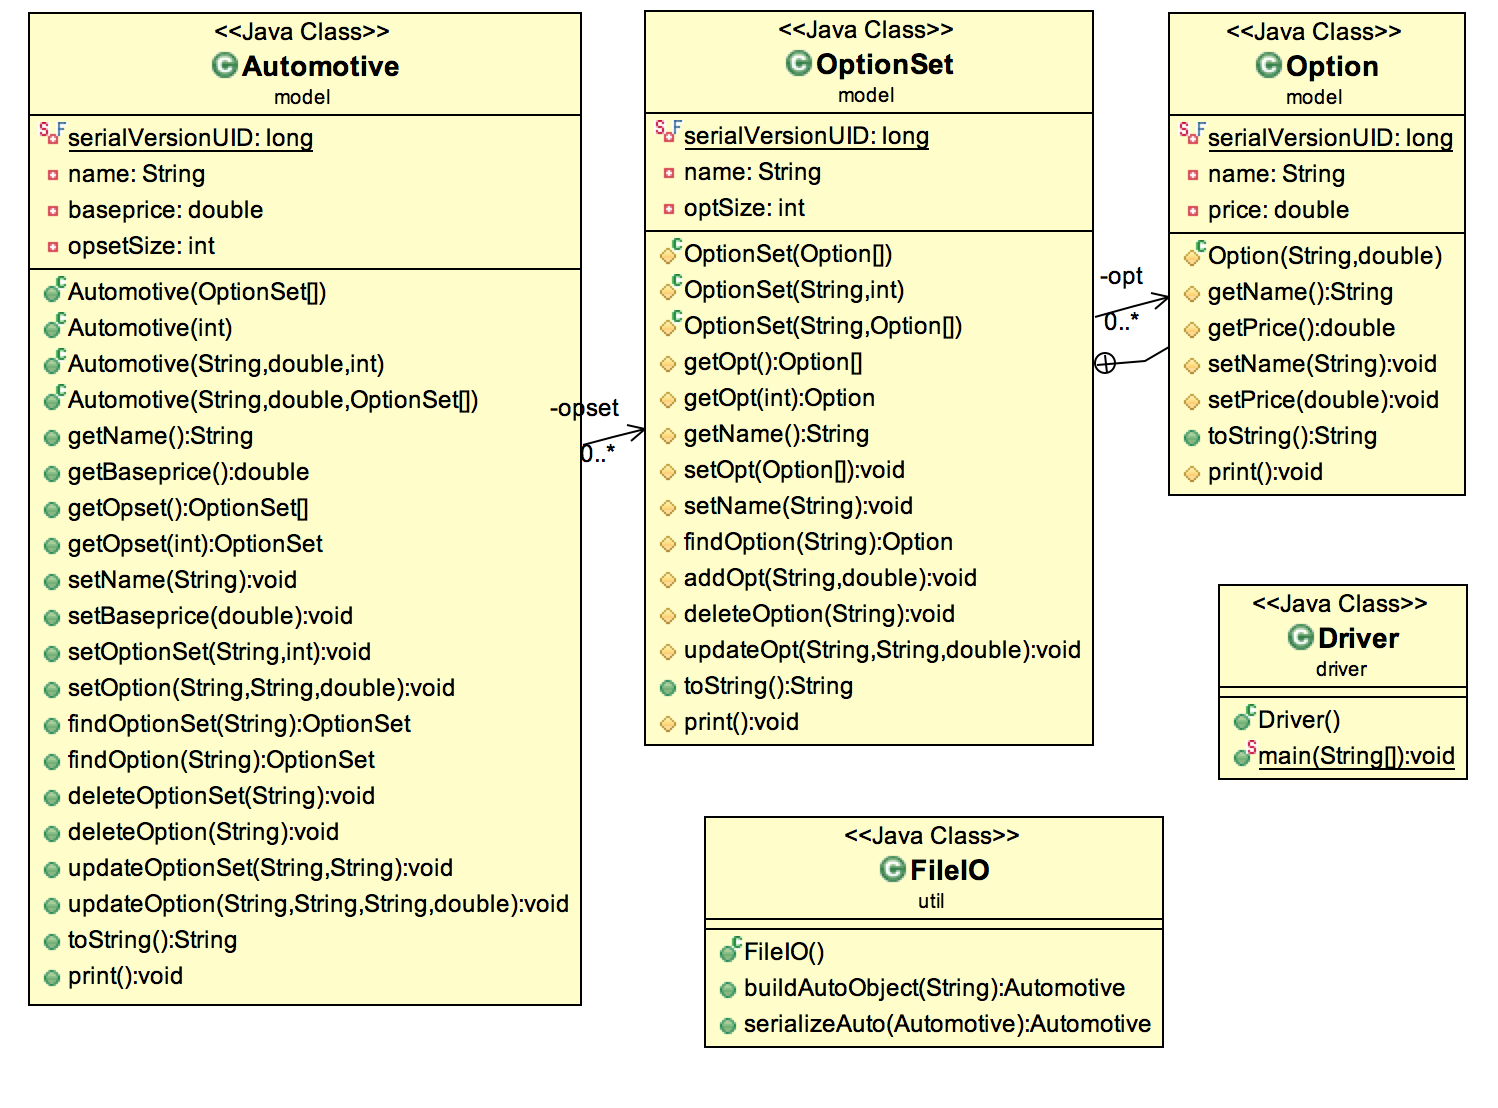 <<Java Class>>
Automotive
model
serialVersionUID: long
name: String
baseprice: double
opsetSize: int
Automotive(OptionSet[])
Automotive(int)
Automotive(String,double,int)
Automotive(String,double,OptionSet[])
getName():String
getBaseprice():double
getOpset():OptionSet[]
getOpset(int):OptionSet
setName(String):void
setBaseprice(double):void
setOptionSet(String,int):void
setOption(String,String,double):void
findOptionSet(String):OptionSet
findOption(String):OptionSet
deleteOptionSet(String):void
deleteOption(String):void
updateOptionSet(String,String):void
updateOption(String,String,String,double):void
toString():String
print():void
-opset
0..*
<<Java Class>>
OptionSet
model
serialVersionUID: long
name: String
optSize: int
OptionSet(Option[])
OptionSet(String,int)
OptionSet(String,Option[])
getOpt():Option[]
getOpt(int):Option
getName():String
setOpt(Option[]):void
setName(String):void
findOption(String):Option
addOpt(String,double):void
deleteOption(String):void
updateOpt(String,String,double):void
toString():String
print():void
-opt
0..*
<<Java Class>>
Option
model
serialVersionUID: long
name: String
price: double
Option(String,double)
getName():String
getPrice():double
setName(String):void
setPrice(double):void
toString():String
print():void
<<Java Class>>
Driver
driver
Driver()
main(String[]):void
<<Java Class>>
FileIO
util
FileIO()
buildAutoObject(String):Automotive
serializeAuto(Automotive):Automotive